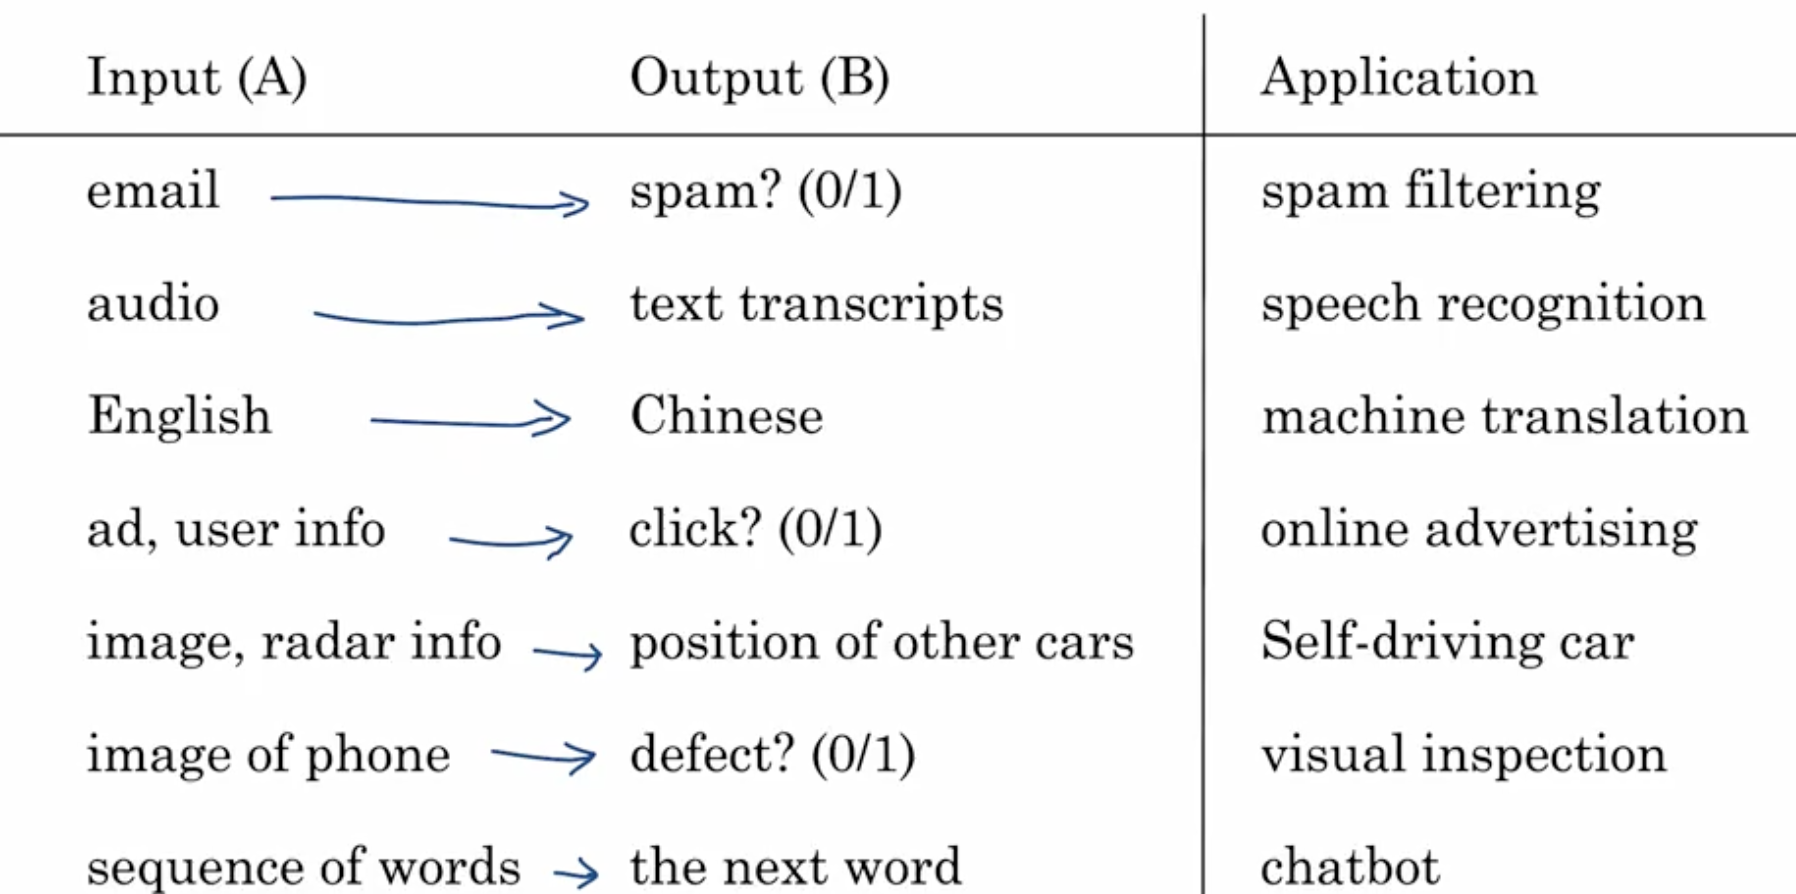 Input (A) Output (B) Application
email spam? (0/1) spam filtering
audio text transcripts speech recognition
English Chinese machine translation
ad, user info click? (0/1) online advertising
image, radar info position of other cars Self-driving car
image of phone defect? (0/1) visual inspection
sequence of words the next word chatbot